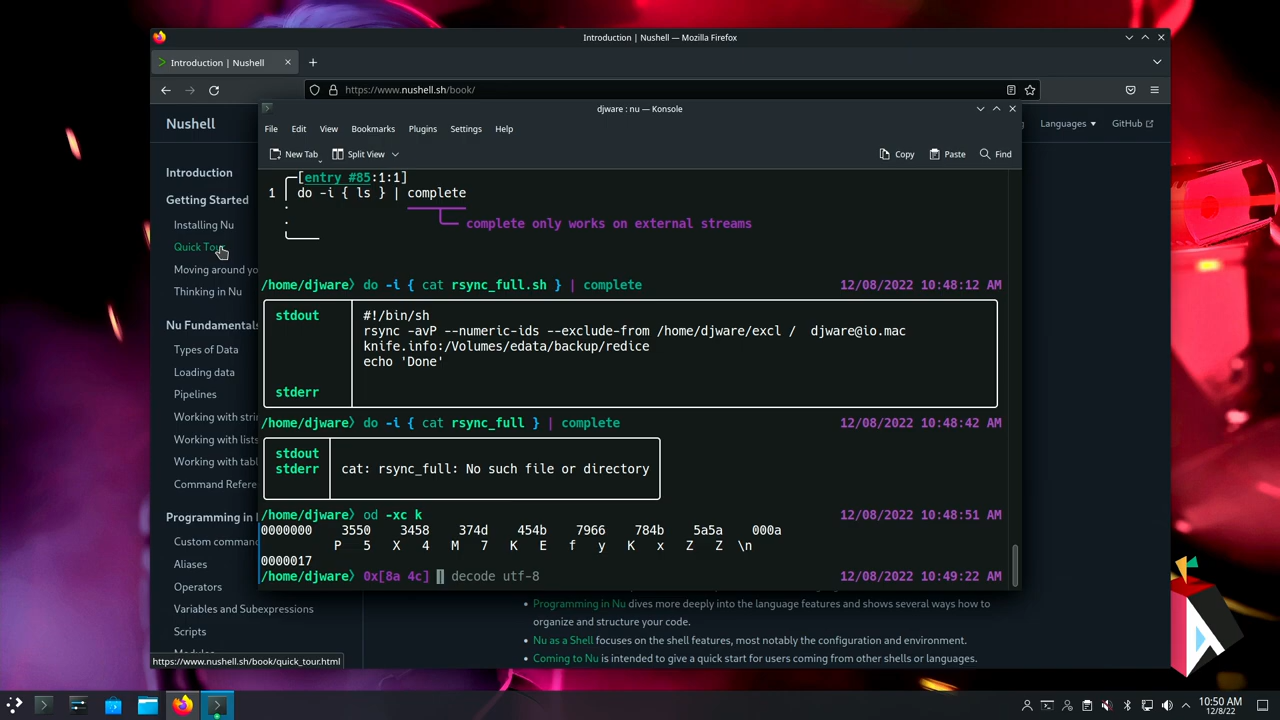 Introduction | Nushell — Mozilla Firefox
Introduction | Nushell
https://www.nushell.sh/book/
djware : nu — Konsole
Nushell
Languages
GitHub
File Edit View Bookmarks Plugins Settings Help
New Tab Split View Copy Paste Find
Introduction
Getting Started
Installing Nu
Quick Tour
Moving around yo
Thinking in Nu
Nu Fundamenta
Types of Data
Loading data
Pipelines
Working with stri
Working with lists
Working with tabl
Command Refere
Programming in
Custom comman
Aliases
Operators
Variables and Subexpressions
Scripts
[entry #85:1:1]
1 do -i { ls } | complete
complete only works on external streams
/home/djware> do -i { cat rsync_full.sh } | complete 12/08/2022 10:48:12 AM
stdout #!/bin/sh
rsync -avP --numeric-ids --exclude-from /home/djware/excl / djware@io.mac
knife.info:/Volumes/edata/backup/redice
echo 'Done'
stderr
/home/djware> do -i { cat rsync_full } | complete 12/08/2022 10:48:42 AM
stdout
stderr cat: rsync_full: No such file or directory
/home/djware> od -xc k 12/08/2022 10:48:51 AM
0000000 3550 3458 374d 454b 7966 784b 5a5a 000a
P 5 X 4 M 7 K E f y K x Z Z \n
0000017
/home/djware> 0x[8a 4c] | decode utf-8 12/08/2022 10:49:22 AM
Programming in Nu dives more deeply into the language features and shows several ways how to
organize and structure your code.
Nu as a Shell focuses on the shell features, most notably the configuration and environment.
Coming to Nu is intended to give a quick start for users coming from other shells or languages.
https://www.nushell.sh/book/quick_tour.html
10:50 AM
12/8/22